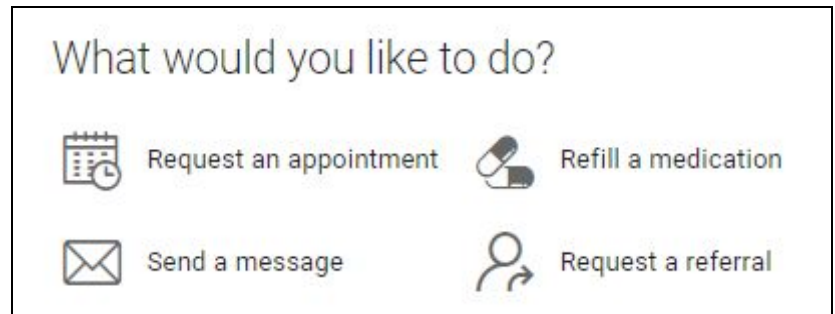 What would you like to do?
Request an appointment
Refill a medication
Send a message
Request a referral